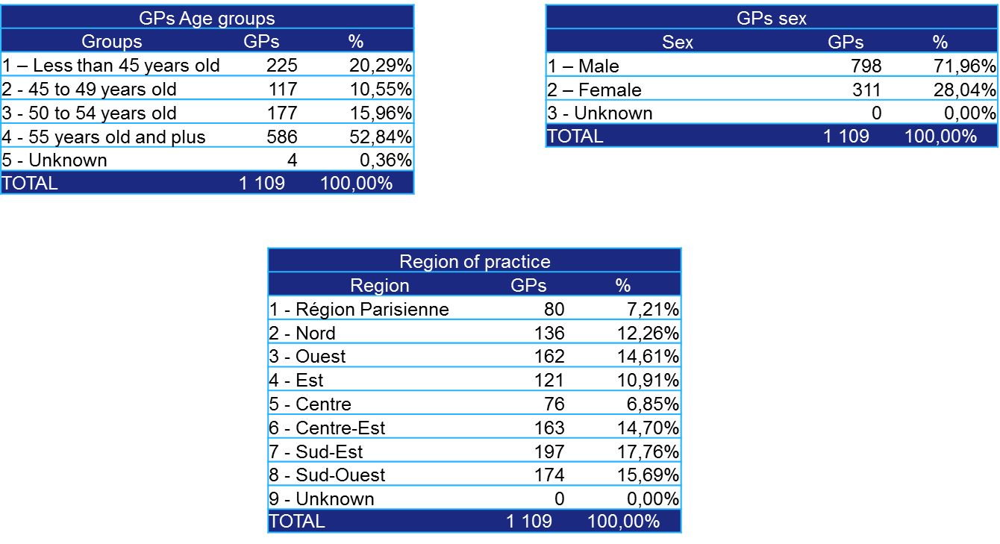 GPs Age groups
Groups GPs %
1 – Less than 45 years old 225 20,29%
2 - 45 to 49 years old 117 10,55%
3 - 50 to 54 years old 177 15,96%
4 - 55 years old and plus 586 52,84%
5 - Unknown 4 0,36%
TOTAL 1 109 100,00%
GPs sex
Sex GPs %
1 – Male 798 71,96%
2 – Female 311 28,04%
3 - Unknown 0 0,00%
TOTAL 1 109 100,00%
Region of practice
Region GPs %
1 - Région Parisienne 80 7,21%
2 - Nord 136 12,26%
3 - Ouest 162 14,61%
4 - Est 121 10,91%
5 - Centre 76 6,85%
6 - Centre-Est 163 14,70%
7 - Sud-Est 197 17,76%
8 - Sud-Ouest 174 15,69%
9 - Unknown 0 0,00%
TOTAL 1 109 100,00%